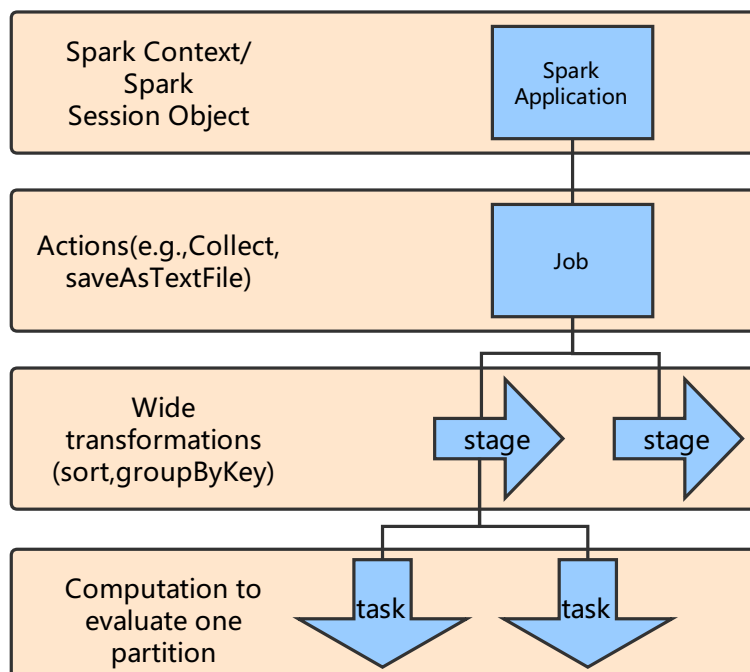 Spark Context/
Spark
Session Object
Spark
Application
Actions(e.g.,Collect,
saveAsTextFile)
Job
Wide
transformations
(sort,groupByKey)
stage
stage
Computation to
evaluate one
partition
task
task